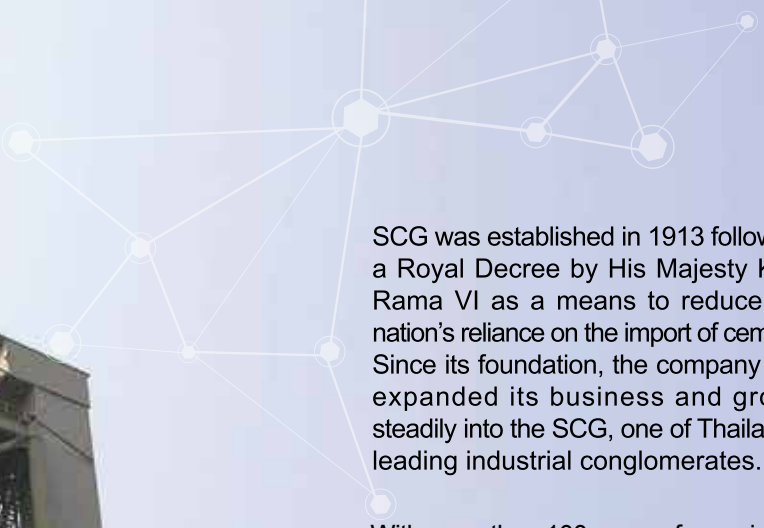 SCG was established in 1913 follow
a Royal Decree by His Majesty K
Rama VI as a means to reduce
nation’s reliance on the import of cem
Since its foundation, the company
expanded its business and gro
steadily into the SCG, one of Thaila
leading industrial conglomerates.